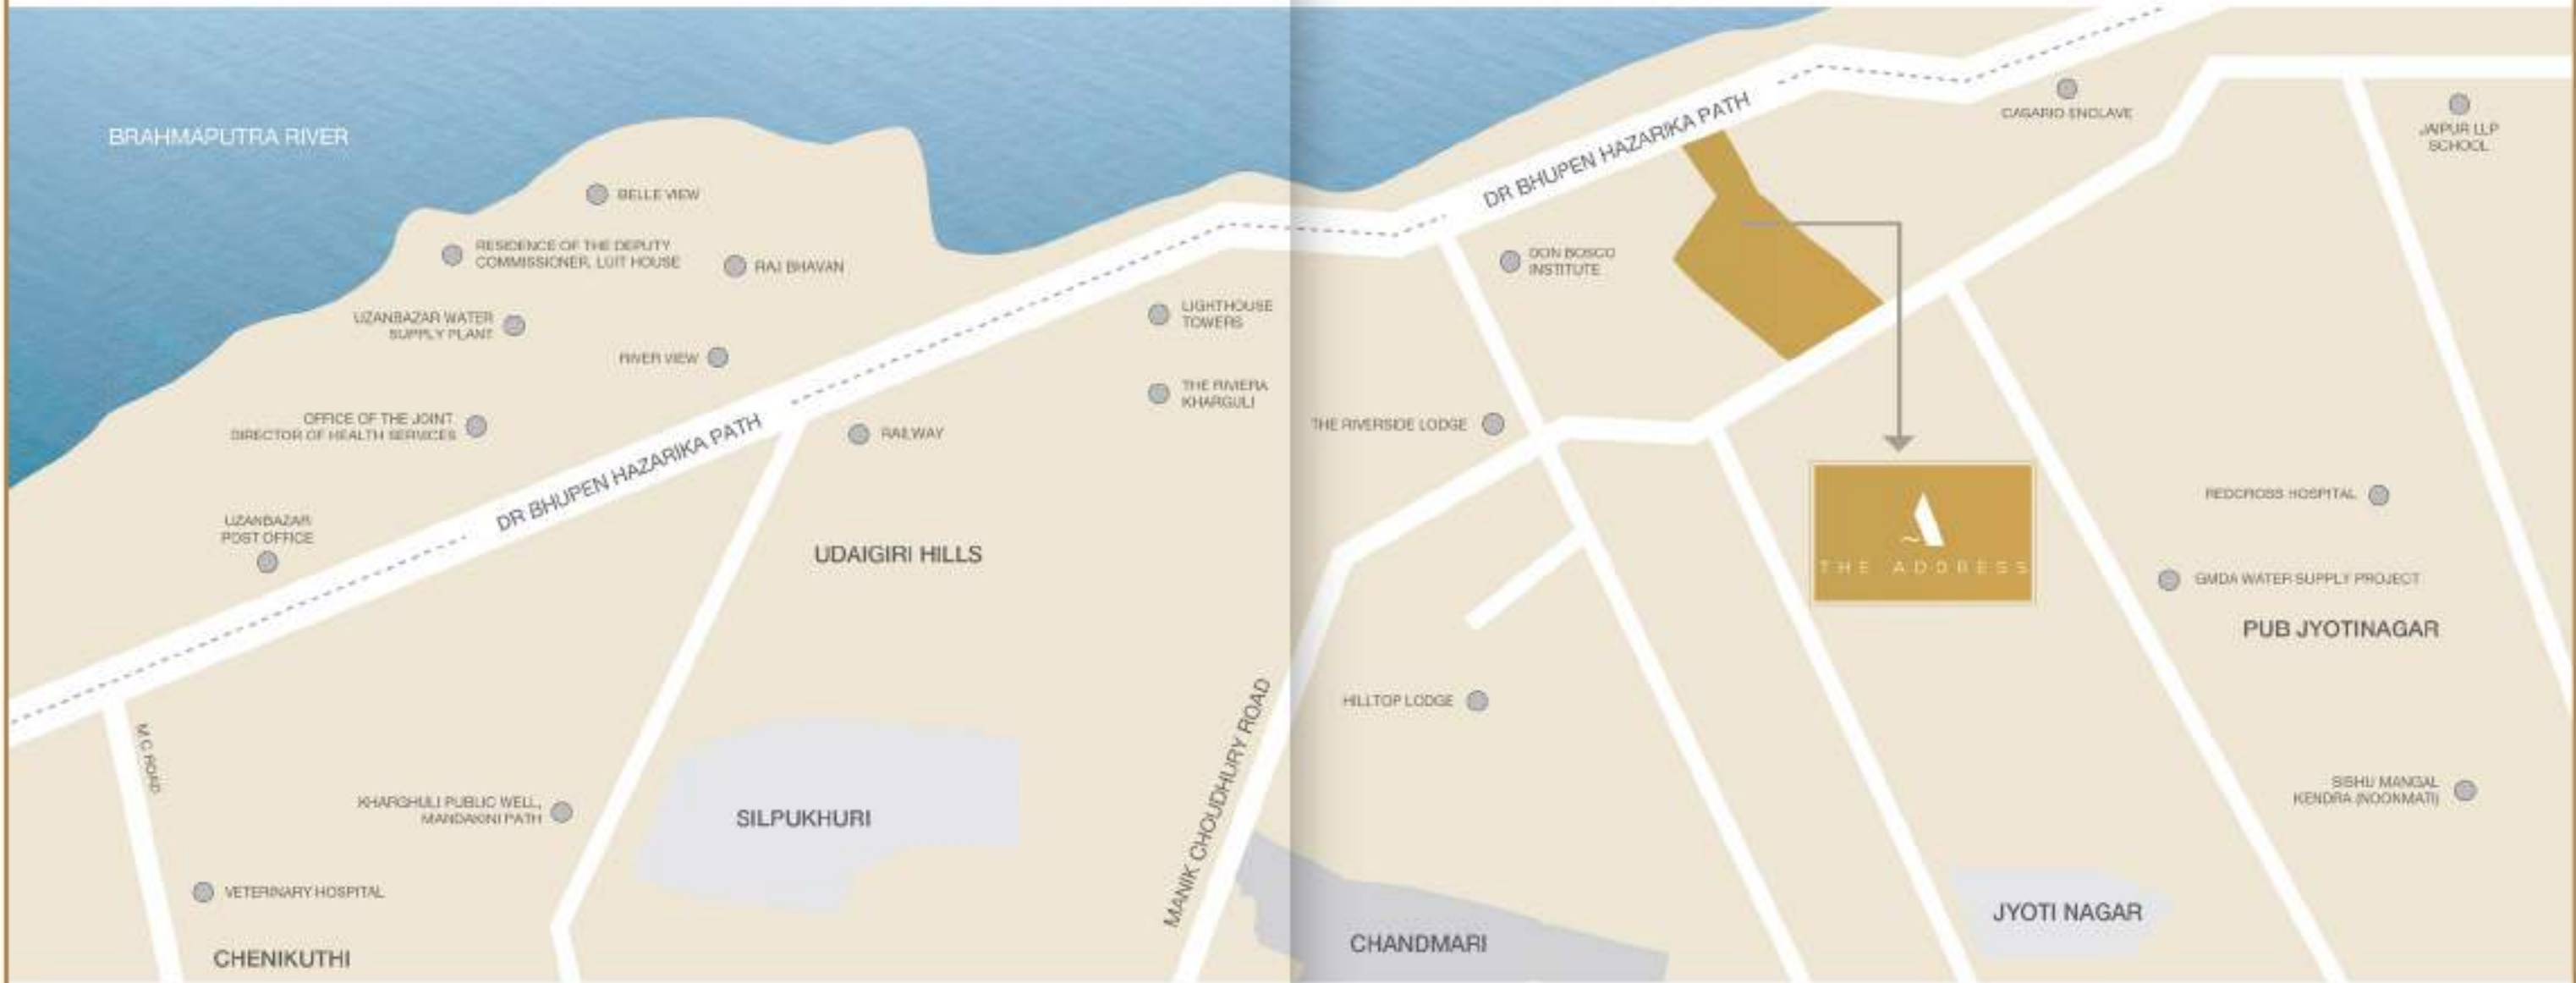 BRAHMAPUTRA RIVER
BELLE VIEW
RESIDENCE OF THE DEPUTY
COMMISSIONER, LUIT HOUSE
RAJ BHAVAN
UZANBAZAR WATER
SUPPLY PLANT
RIVER VIEW
OFFICE OF THE JOINT
DIRECTOR OF HEALTH SERVICES
UZANBAZAR
POST OFFICE
DR BHUPEN HAZARIKA PATH
RAILWAY
LIGHTHOUSE
TOWERS
THE RIVIERA
KHARGULI
UDAIGIRI HILLS
M C ROAD
KHARGHULI PUBLIC WELL,
MANDAKINI PATH
SILPUKHURI
VETERINARY HOSPITAL
CHENIKUTHI
MANIK CHOUDHURY ROAD
DR BHUPEN HAZARIKA PATH
CASARIO ENCLAVE
JAIPUR LLP
SCHOOL
DON BOSCO
INSTITUTE
THE RIVERSIDE LODGE
THE ADDRESS
REDCROSS HOSPITAL
GMDA WATER SUPPLY PROJECT
PUB JYOTINAGAR
HILLTOP LODGE
SISHU MANGAL
KENDRA (NOONMATI)
JYOTI NAGAR
CHANDMARI